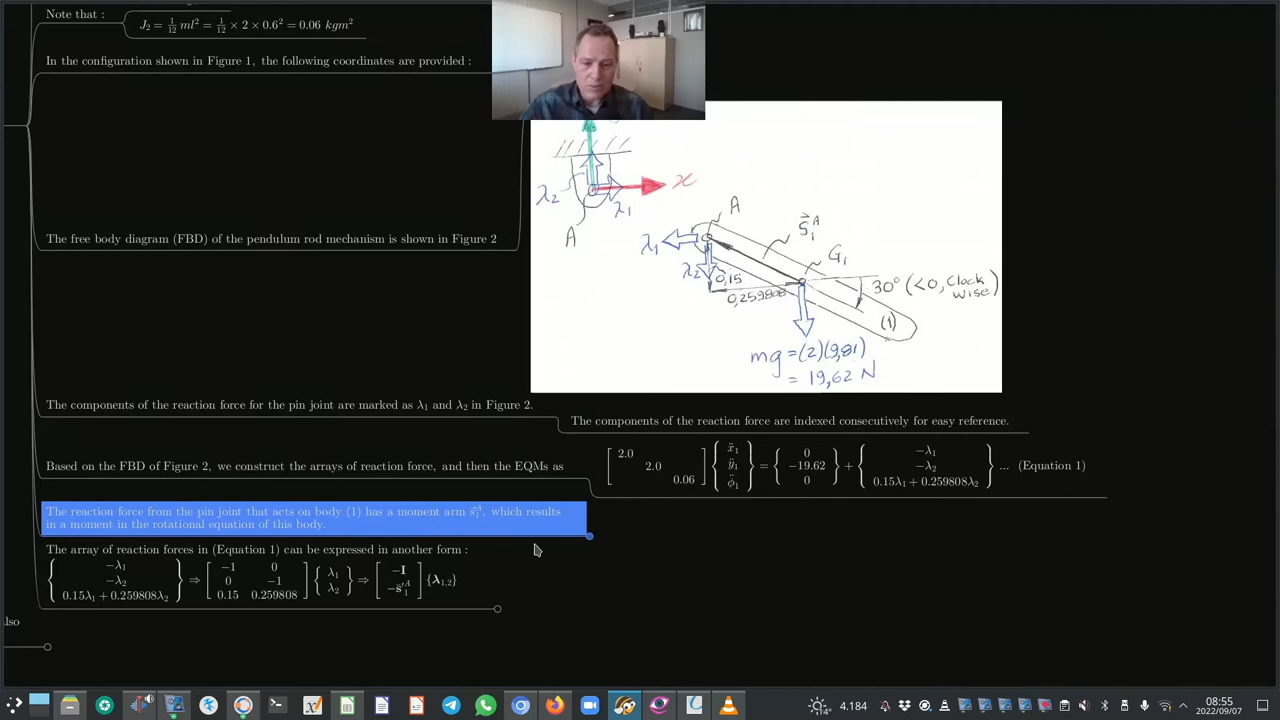 Note that :
J₂ = 1/12 ml² = 1/12 × 2 × 0.6² = 0.06 kgm²
In the configuration shown in Figure 1, the following coordinates are provided :
λ₂
λ₁
x
A
The free body diagram (FBD) of the pendulum rod mechanism is shown in Figure 2
A
s⃗₁ᴬ
λ₁
G₁
λ₂
0,15
0,259808
30° (<0, Clock
wise)
(1)
mg = (2)(9,81)
= 19,62 N
The components of the reaction force for the pin joint are marked as λ₁ and λ₂ in Figure 2.
The components of the reaction force are indexed consecutively for easy reference.
Based on the FBD of Figure 2, we construct the arrays of reaction force, and then the EQMs as
[2.0 2.0 0.06] {ẍ₁ ÿ₁ φ̈₁} = {0 −19.62 0} + {−λ₁ −λ₂ 0.15λ₁ + 0.259808λ₂} ... (Equation 1)
The reaction force from the pin joint that acts on body (1) has a moment arm s⃗₁ᴬ, which results
in a moment in the rotational equation of this body.
The array of reaction forces in (Equation 1) can be expressed in another form :
{−λ₁ −λ₂ 0.15λ₁ + 0.259808λ₂} ⇒ [−1 0 0 −1 0.15 0.259808] {λ₁ λ₂} ⇒ [−I −s̆′₁ᴬ] {λ₁,₂}
also
14°
4.184
08:55
2022/09/07